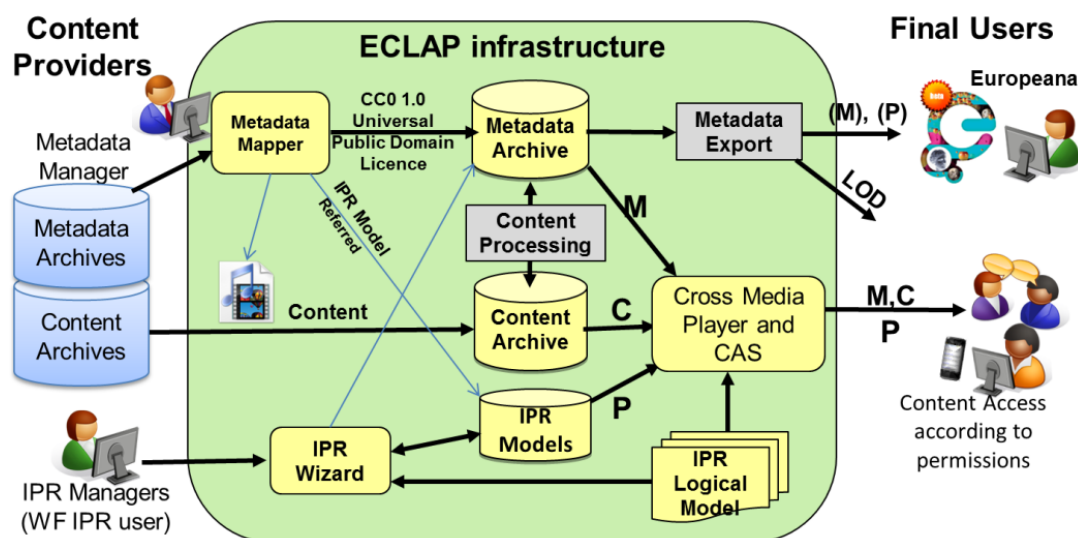 Content
Providers
ECLAP infrastructure
Final Users
Europeana
Metadata
Manager
Metadata
Mapper
CC0 1.0
Universal
Public Domain
Licence
Metadata
Archive
Metadata
Export
(M), (P)
LOD
Metadata
Archives
IPR Model
Referred
Content
Processing
M
Content
Archives
Content
Content
Archive
C
Cross Media
Player and
CAS
M,C
P
IPR
Models
P
Content Access
according to
permissions
IPR Managers
(WF IPR user)
IPR
Wizard
IPR
Logical
Model